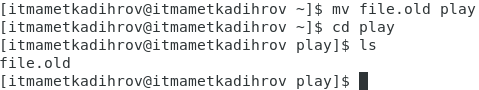 [itmametkadihrov@itmametkadihrov ~]$ mv file.old play
[itmametkadihrov@itmametkadihrov ~]$ cd play
[itmametkadihrov@itmametkadihrov play]$ ls
file.old
[itmametkadihrov@itmametkadihrov play]$